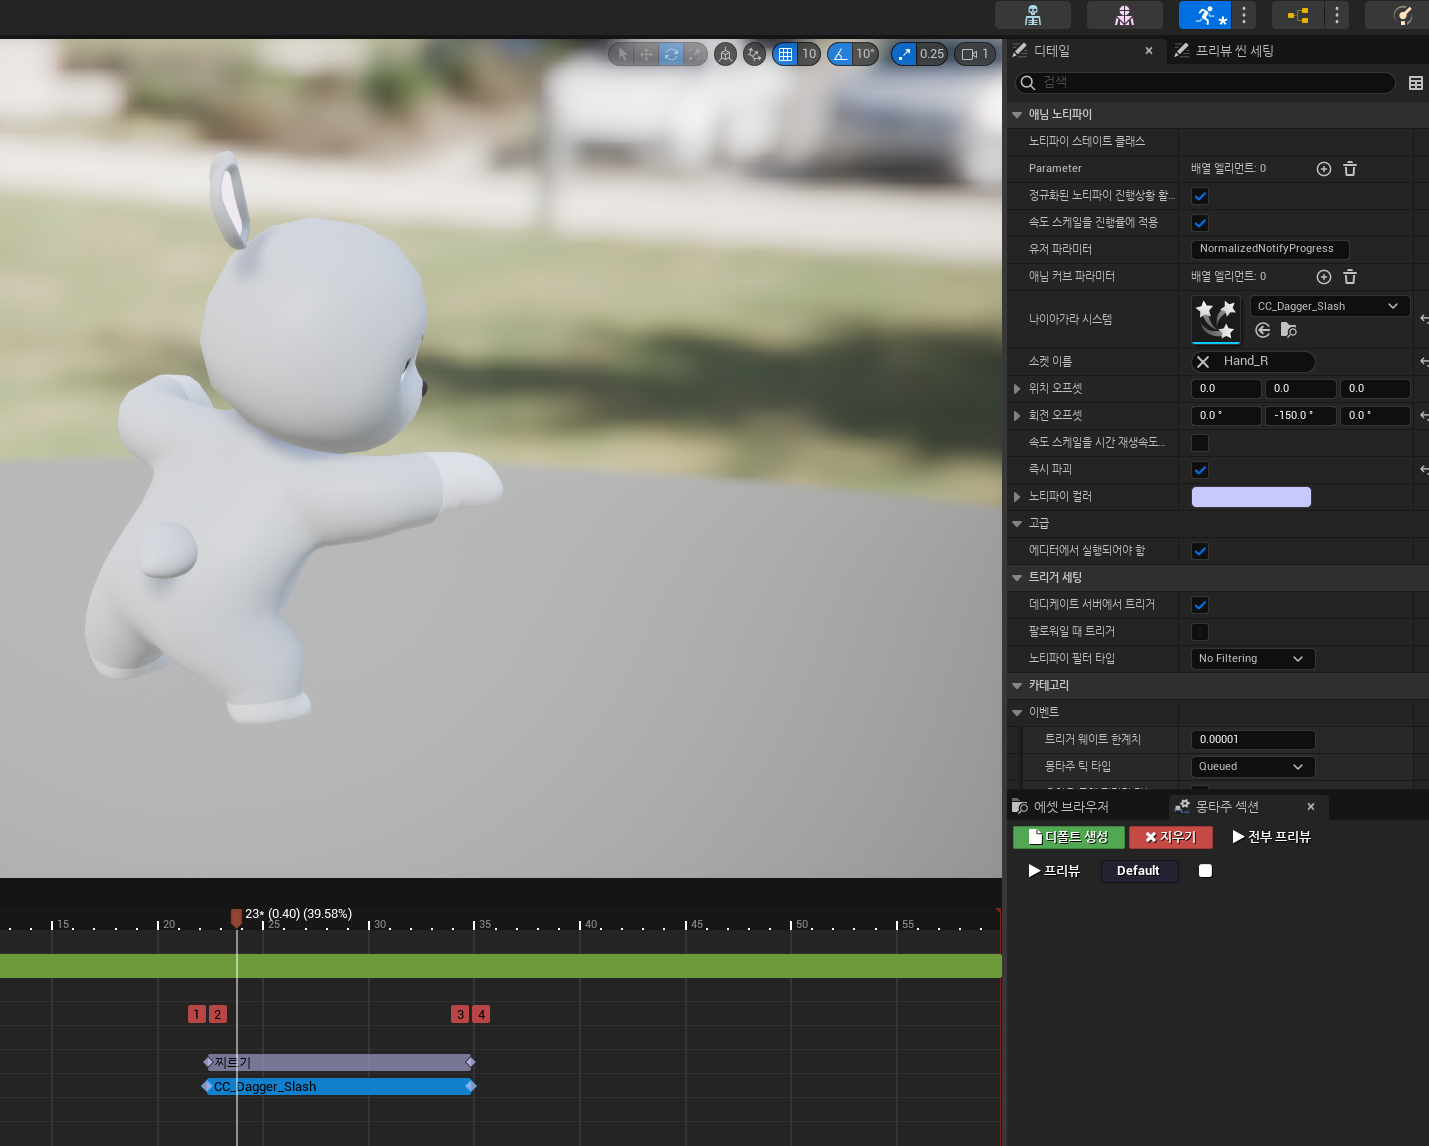 10
10°
0.25
1
디테일
프리뷰 씬 세팅
검색
애님 노티파이
노티파이 스테이트 클래스
Parameter
배열 엘리먼트: 0
정규화된 노티파이 진행상황 활...
속도 스케일을 진행률에 적용
유저 파라미터
NormalizedNotifyProgress
애님 커브 파라미터
배열 엘리먼트: 0
나이아가라 시스템
CC_Dagger_Slash
소켓 이름
Hand_R
위치 오프셋
0.0
0.0
0.0
회전 오프셋
0.0 °
-150.0 °
0.0 °
속도 스케일을 시간 재생속도...
즉시 파괴
노티파이 컬러
고급
에디터에서 실행되어야 함
트리거 세팅
데디케이트 서버에서 트리거
팔로워일 때 트리거
노티파이 필터 타입
No Filtering
카테고리
이벤트
트리거 웨이트 한계치
0.00001
몽타주 틱 타입
Queued
에셋 브라우저
몽타주 섹션
디폴트 생성
지우기
전부 프리뷰
프리뷰
Default
23* (0.40) (39.58%)
15
20
25
30
35
40
45
50
55
1
2
3
4
찌르기
CC_Dagger_Slash